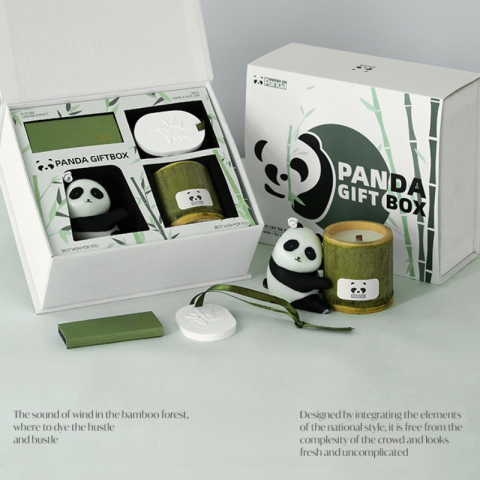 Panda
PANDA
GIFT BOX
PANDA GIFTBOX
BEST WISH FOR YOU
BEST WISH FOR YOU
The sound of wind in the bamboo forest,
where to dye the hustle
and bustle
Designed by integrating the elements
of the national style, it is free from the
complexity of the crowd and looks
fresh and uncomplicated